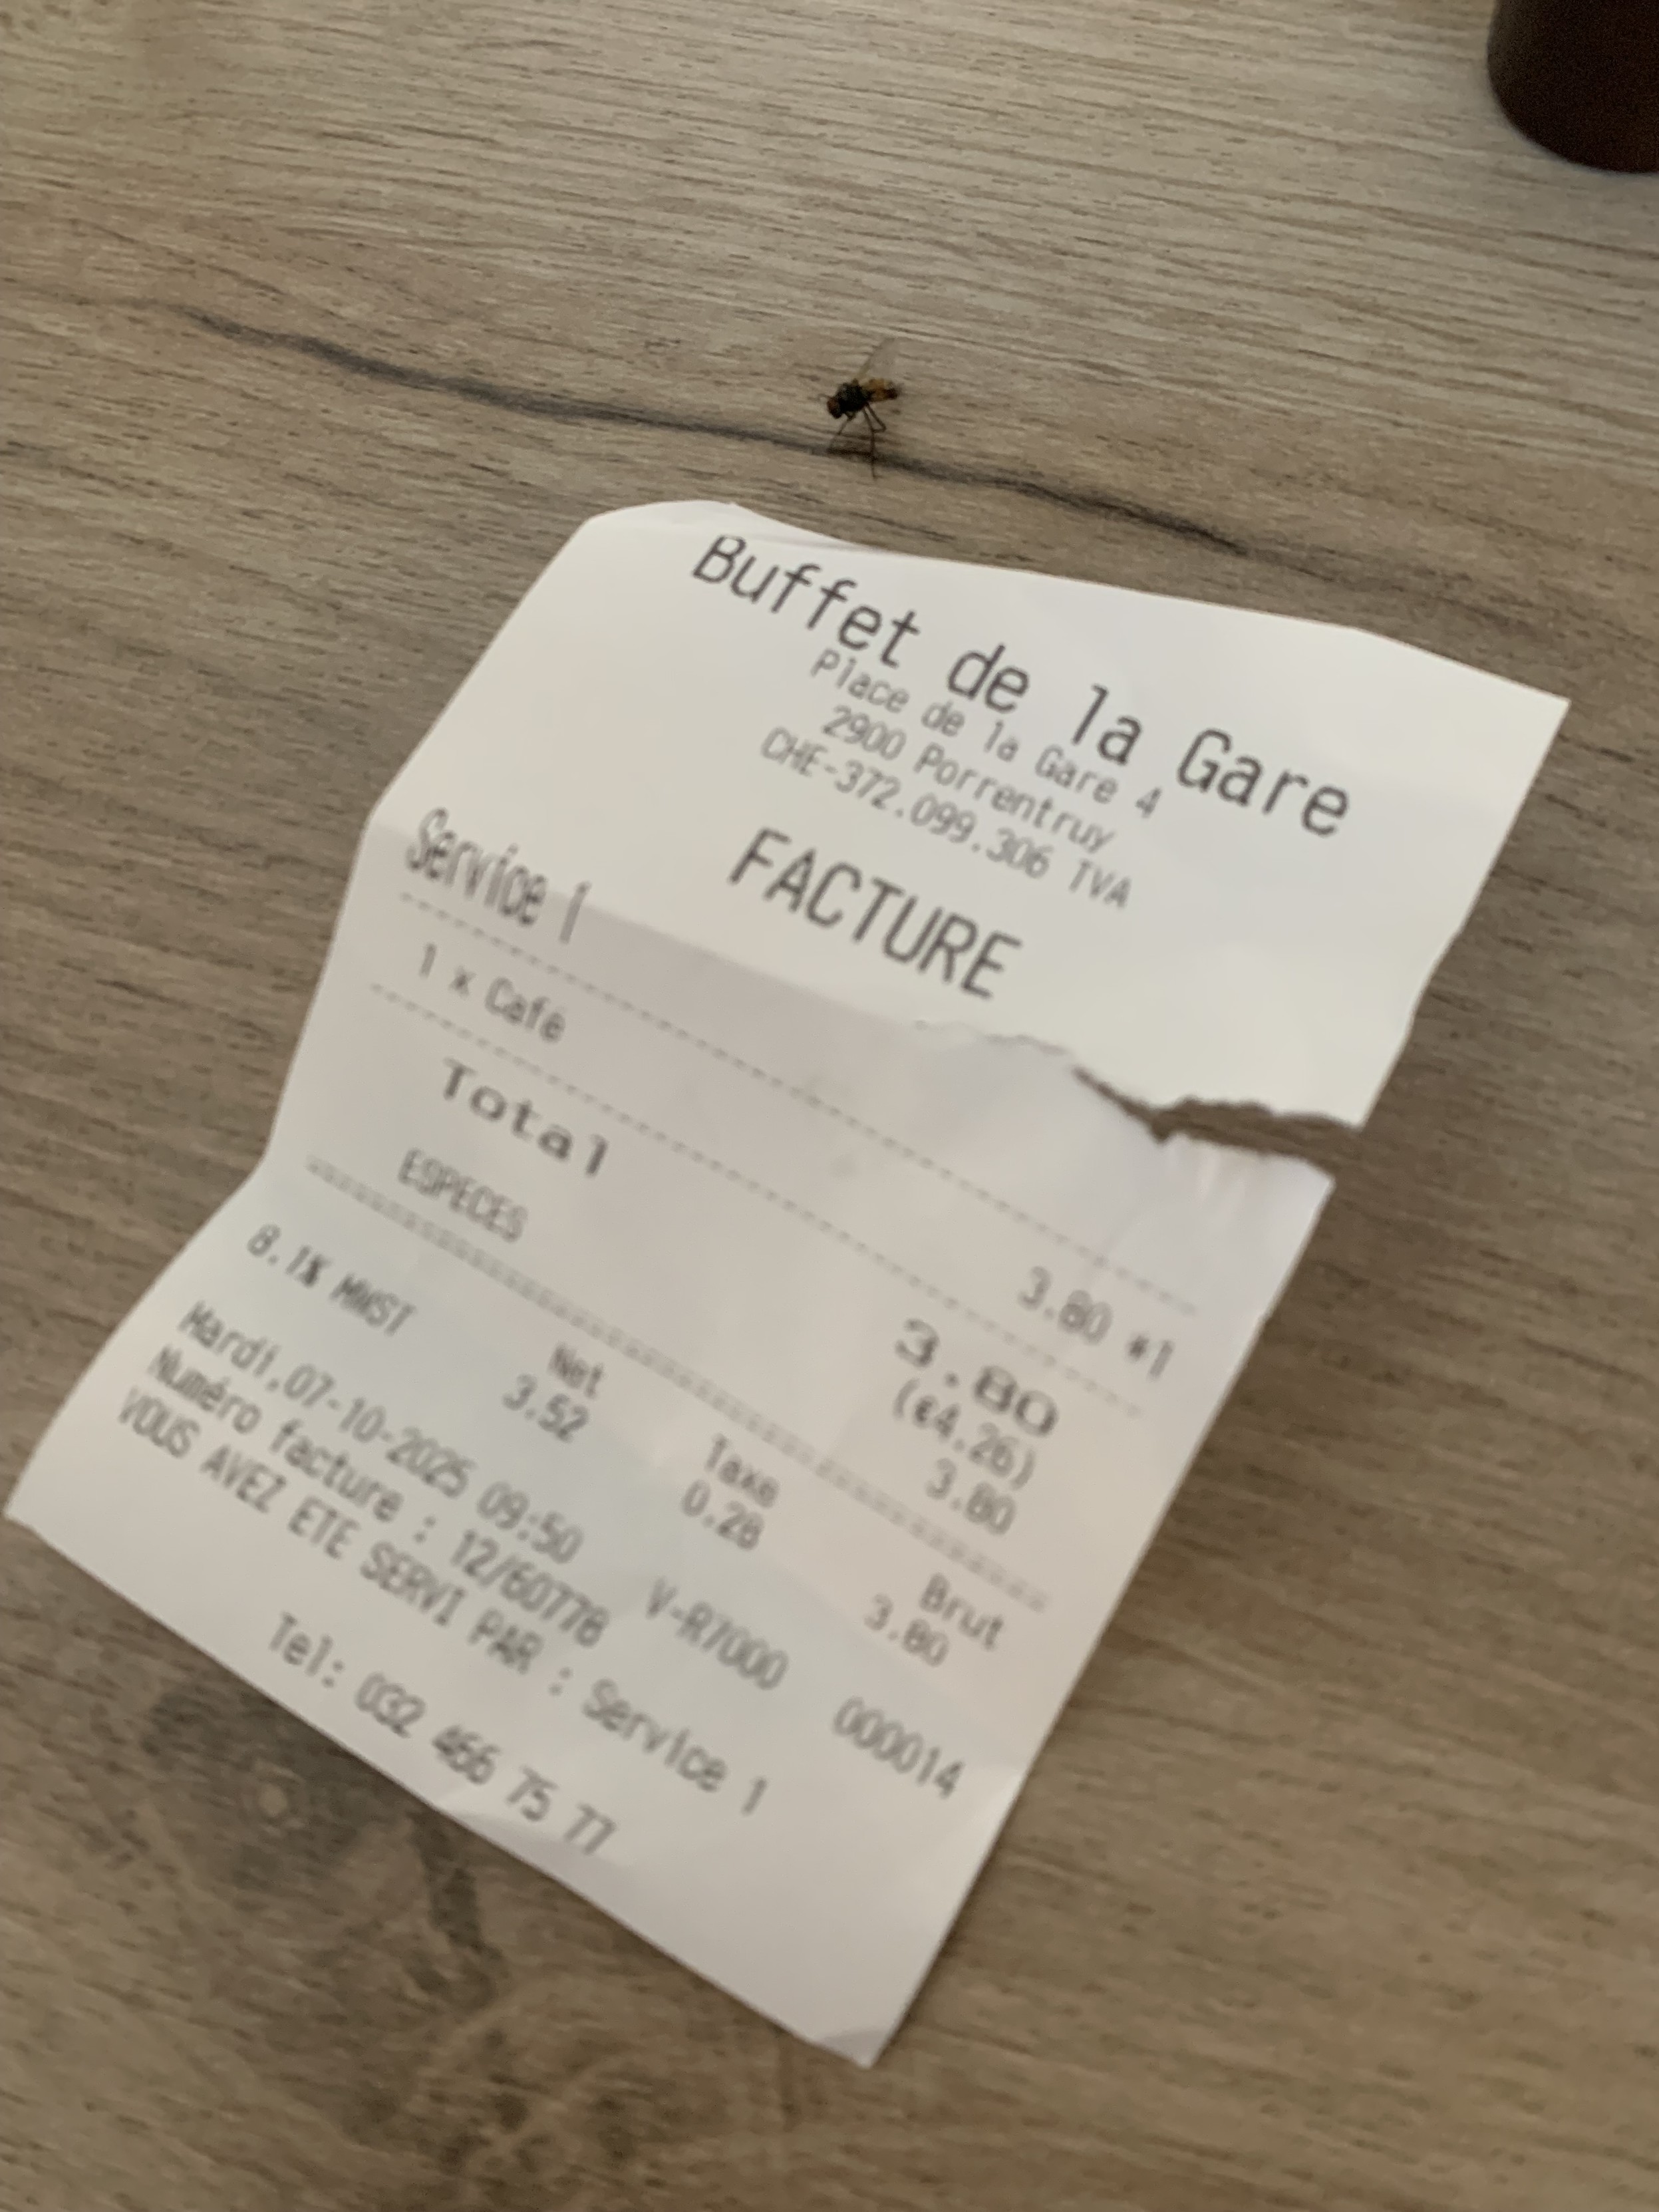 Buffet de la Gare
Place de la Gare 4
2900 Porrentruy
CHE-372.099.306 TVA
FACTURE
Service 1
1 x Cafe 3.80 #1
Total 3.80
(€4.26)
ESPECES 3.80
Net Taxe Brut
8.1% MWST 3.52 0.28 3.80
Mardi,07-10-2025 09:50 V-R7000 000014
Numéro facture : 12/60778
VOUS AVEZ ETE SERVI PAR : Service 1
Tel: 032 466 75 77